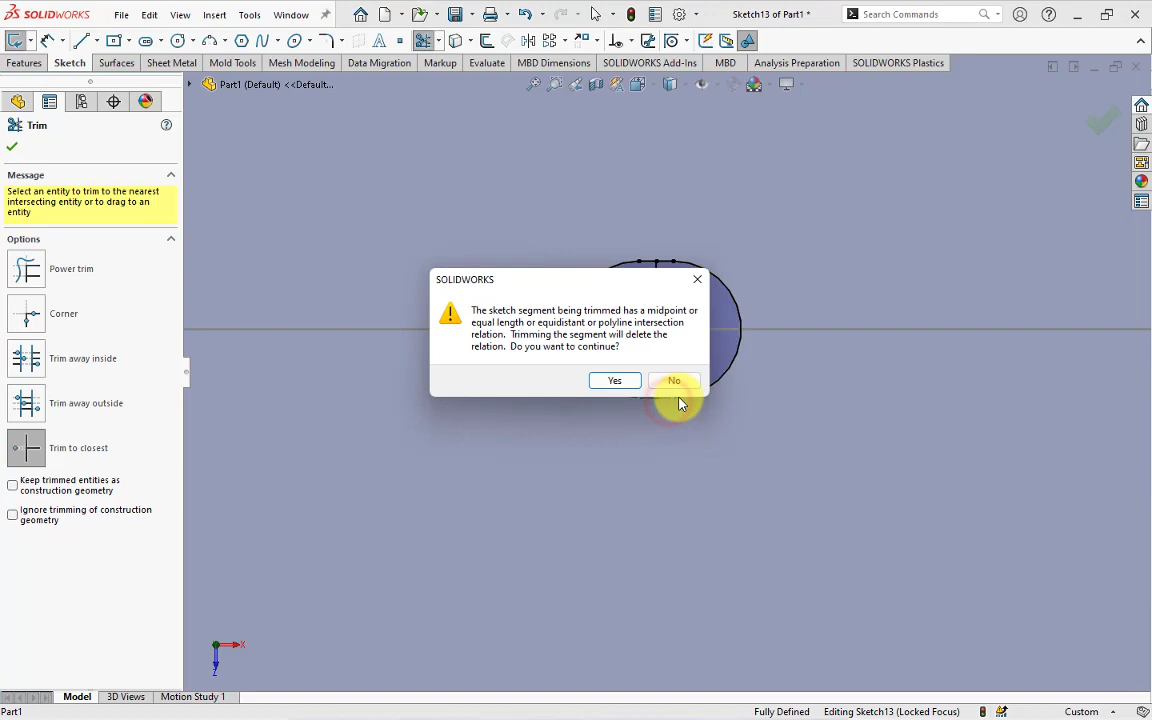 SOLIDWORKS File Edit View Insert Tools Window Sketch13 of Part1 * Search Commands
Features Sketch Surfaces Sheet Metal Mold Tools Mesh Modeling Data Migration Markup Evaluate MBD Dimensions SOLIDWORKS Add-Ins MBD Analysis Preparation SOLIDWORKS Plastics
Part1 (Default) <<Default...
Trim
Message
Select an entity to trim to the nearest
intersecting entity or to drag to an
entity
Options
Power trim
Corner
Trim away inside
Trim away outside
Trim to closest
Keep trimmed entities as
construction geometry
Ignore trimming of construction
geometry
SOLIDWORKS
The sketch segment being trimmed has a midpoint or
equal length or equidistant or polyline intersection
relation. Trimming the segment will delete the
relation. Do you want to continue?
Yes No
X
Z
Model 3D Views Motion Study 1
Part1 Fully Defined Editing Sketch13 (Locked Focus) Custom